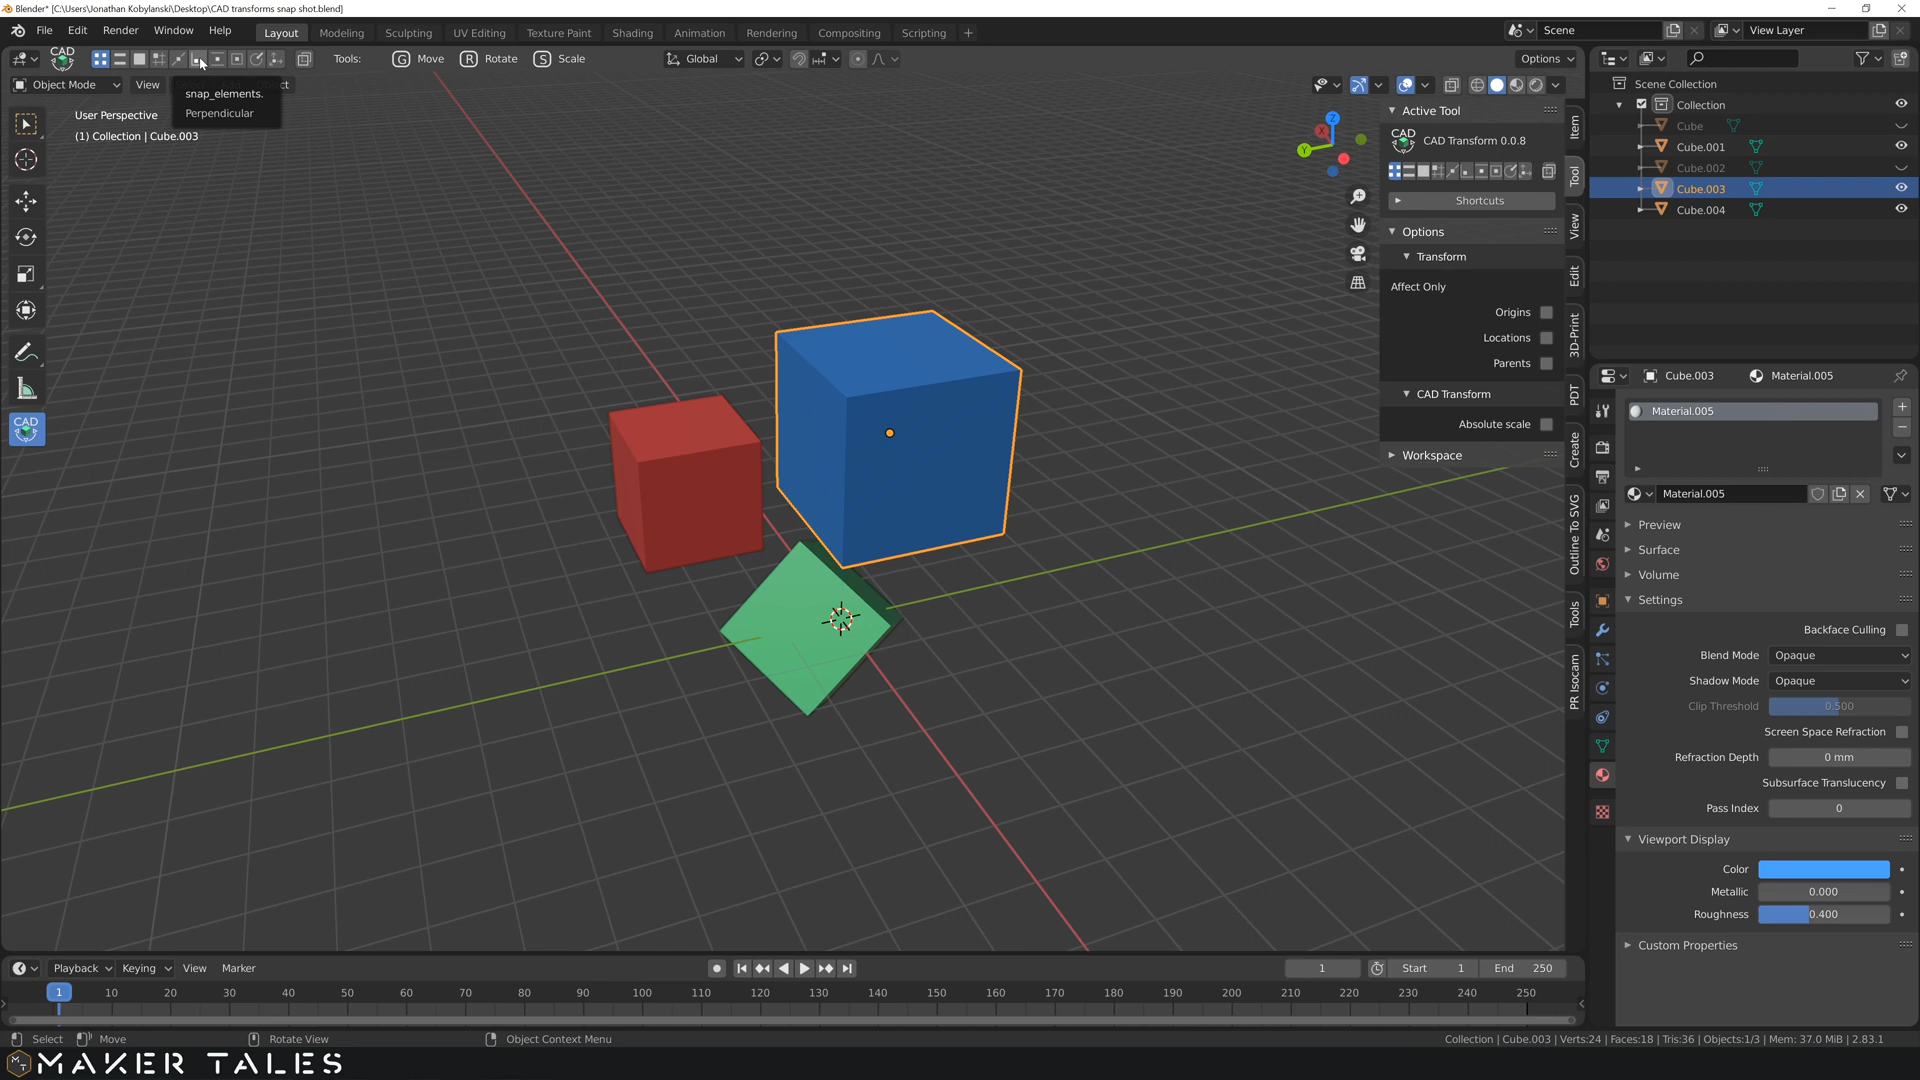 Blender* [C:\Users\Jonathan Kobylanski\Desktop\CAD transforms snap shot.blend]
File Edit Render Window Help Layout Modeling Sculpting UV Editing Texture Paint Shading Animation Rendering Compositing Scripting + Scene View Layer
CAD Tools: G Move R Rotate S Scale Global Options
Object Mode View ct
snap_elements.
Perpendicular
User Perspective
(1) Collection | Cube.003
CAD
X
Y
Z
Active Tool
CAD CAD Transform 0.0.8
Shortcuts
Options
Transform
Affect Only
Origins
Locations
Parents
CAD Transform
Absolute scale
Workspace
Item
Tool
View
Edit
3D-Print
PDT
Create
Outline To SVG
Tools
PR Isocam
Scene Collection
Collection
Cube
Cube.001
Cube.002
Cube.003
Cube.004
Cube.003 Material.005
Material.005
Material.005
Preview
Surface
Volume
Settings
Backface Culling
Blend Mode Opaque
Shadow Mode Opaque
Clip Threshold 0.500
Screen Space Refraction
Refraction Depth 0 mm
Subsurface Translucency
Pass Index 0
Viewport Display
Color
Metallic 0.000
Roughness 0.400
Custom Properties
Playback Keying View Marker 1 Start 1 End 250
1 10 20 30 40 50 60 70 80 90 100 110 120 130 140 150 160 170 180 190 200 210 220 230 240 250
Select Move Rotate View Object Context Menu Collection | Cube.003 | Verts:24 | Faces:18 | Tris:36 | Objects:1/3 | Mem: 37.0 MiB | 2.83.1
MT MAKER TALES